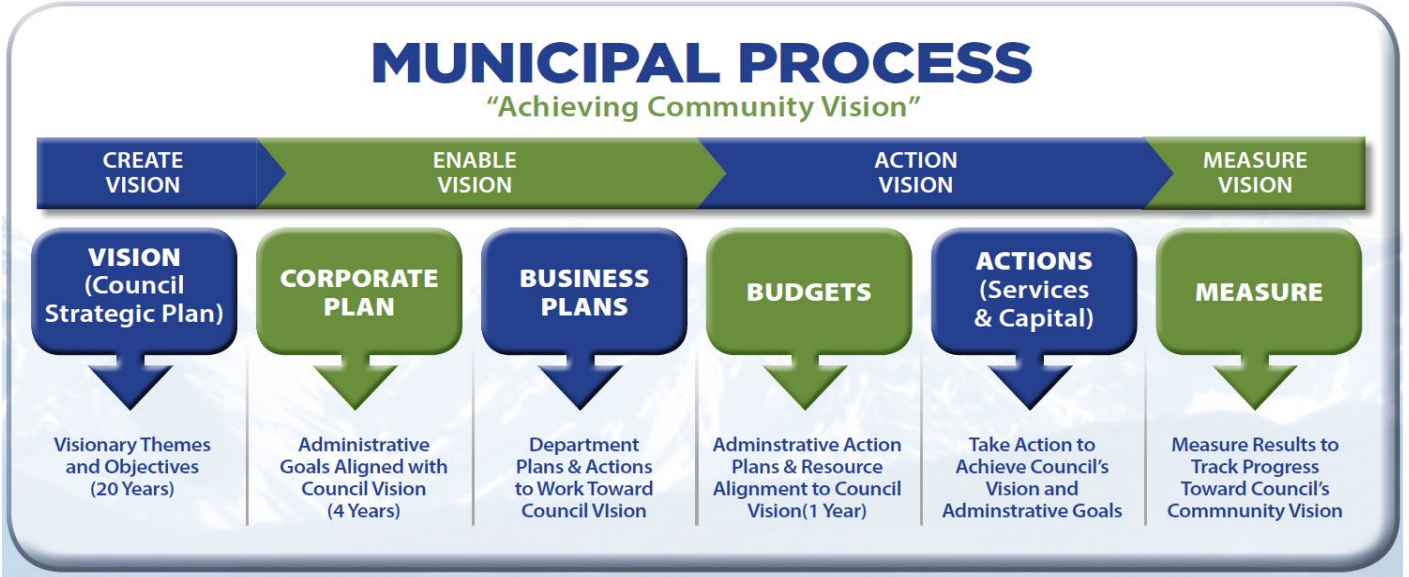 MUNICIPAL PROCESS
“Achieving Community Vision”
CREATE
VISION
ENABLE
VISION
ACTION
VISION
MEASURE
VISION
VISION
(Council
Strategic Plan)
CORPORATE
PLAN
BUSINESS
PLANS
BUDGETS
ACTIONS
(Services
& Capital)
MEASURE
Visionary Themes
and Objectives
(20 Years)
Administrative
Goals Aligned with
Council Vision
(4 Years)
Department
Plans & Actions
to Work Toward
Council VIsion
Adminstrative Action
Plans & Resource
Alignment to Council
Vision(1 Year)
Take Action to
Achieve Council’s
Vision and
Adminstrative Goals
Measure Results to
Track Progress
Toward Council’s
Commnunity Vision